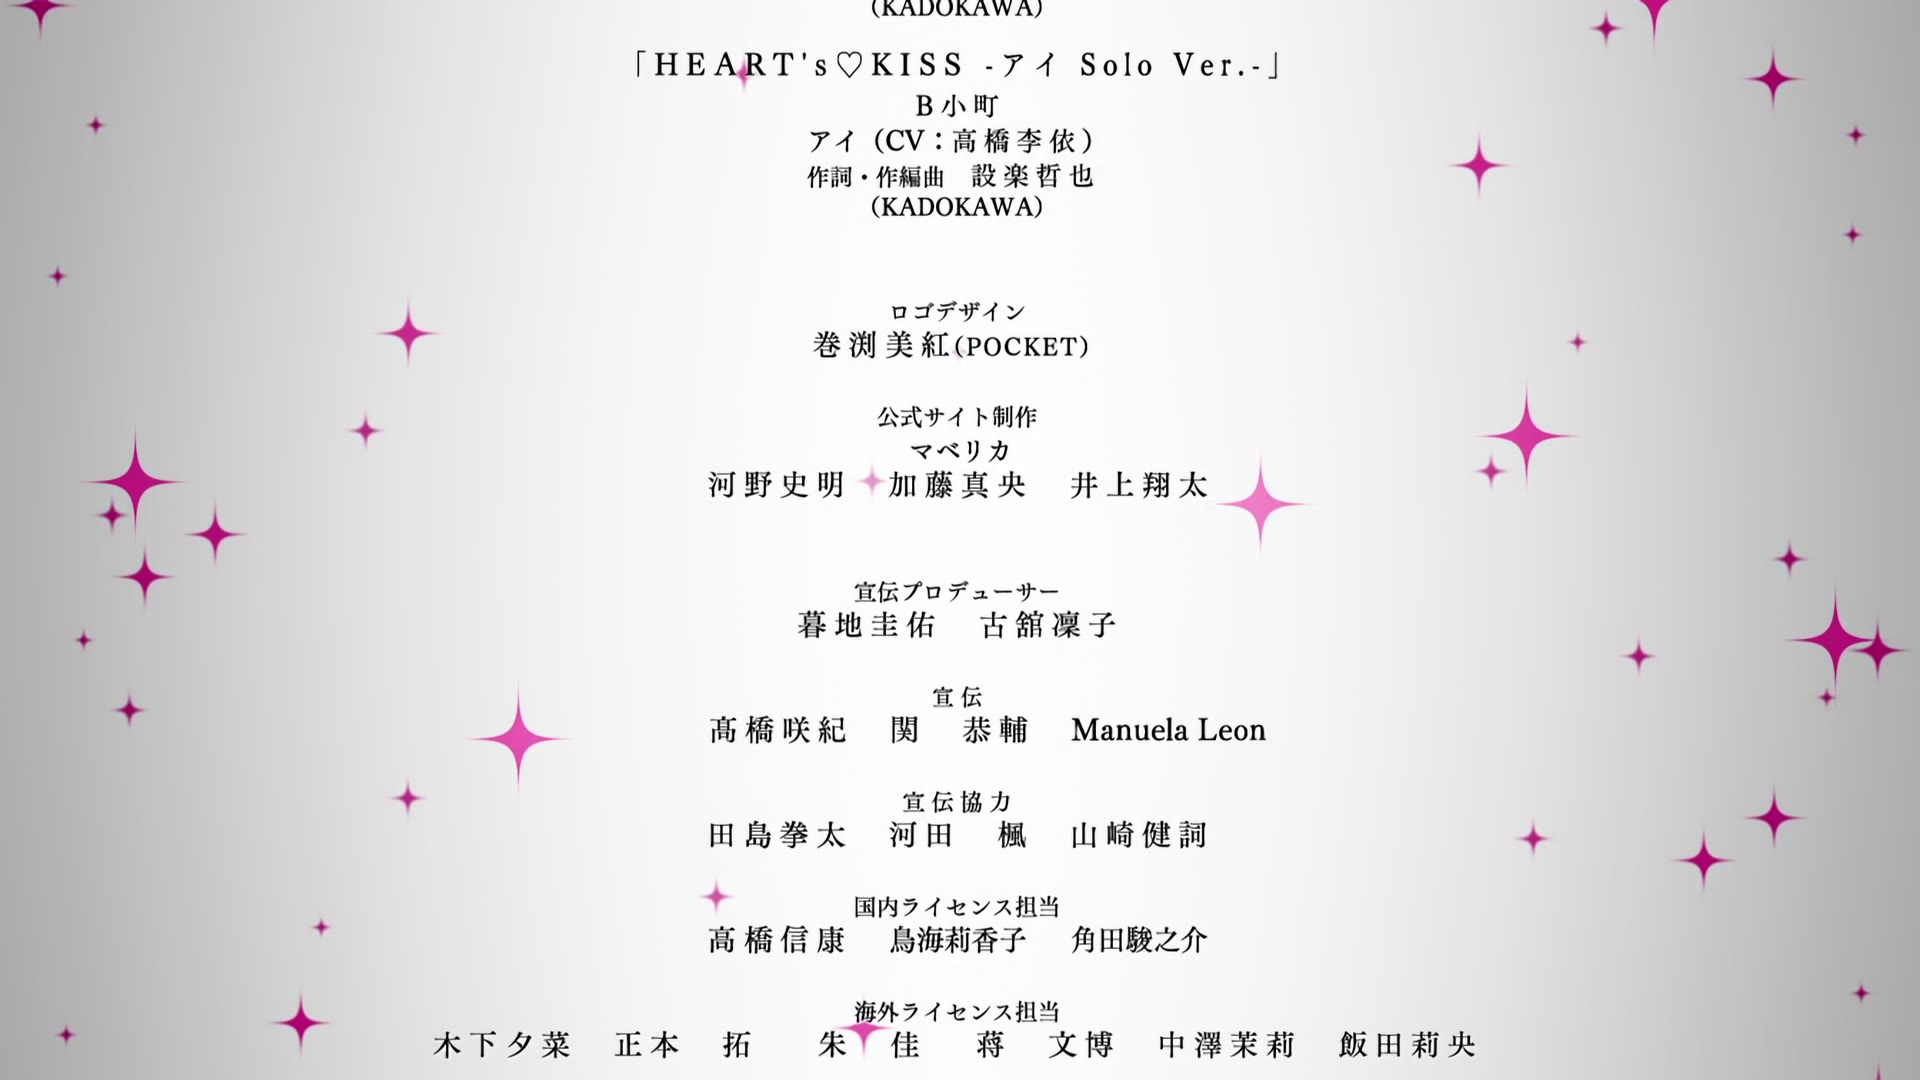 (KADOKAWA)
「HEART's♡KISS -アイ Solo Ver.-」
B小町
アイ（CV：高橋李依）
作詞・作編曲　設楽哲也
(KADOKAWA)
ロゴデザイン
巻渕美紅(POCKET)
公式サイト制作
マベリカ
河野史明　加藤真央　井上翔太
宣伝プロデューサー
暮地圭佑　古舘凜子
宣伝
髙橋咲紀　関　恭輔　Manuela Leon
宣伝協力
田島拳太　河田　楓　山崎健詞
国内ライセンス担当
高橋信康　鳥海莉香子　角田駿之介
海外ライセンス担当
木下夕菜　正本　拓　朱　佳　蒋　文博　中澤茉莉　飯田莉央